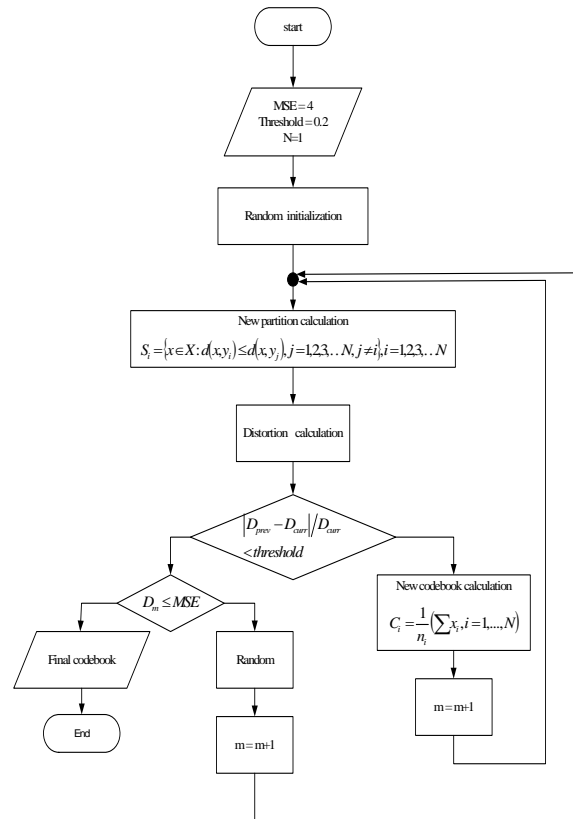 start
MSE = 4
Threshold = 0.2
N=1
Random initialization
New partition calculation
S_i = {x∈X : d(x,y_i) ≤ d(x,y_j), j=1,2,3,...N, j≠i}, i=1,2,3,...N
Distortion calculation
|D_prev − D_curr| / D_curr
< threshold
D_m ≤ MSE
New codebook calculation
C_i = 1/n_i (∑ x_i, i=1,...,N)
Final codebook
Random
m = m+1
End
m = m+1